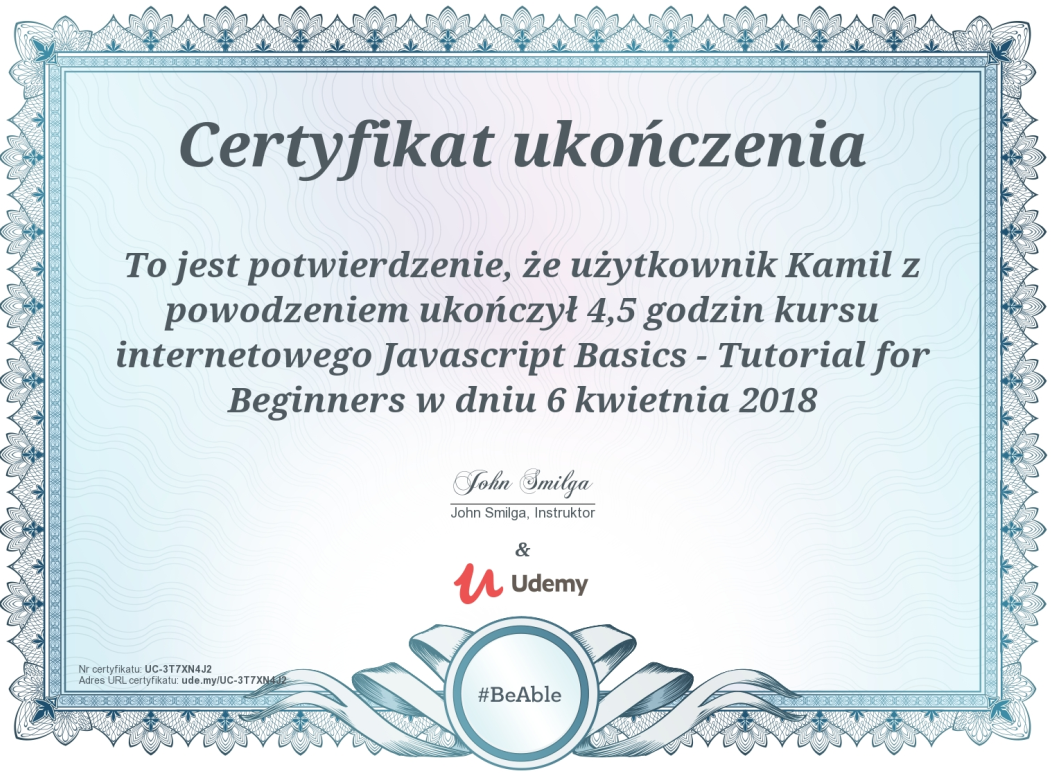 Certyfikat ukończenia
To jest potwierdzenie, że użytkownik Kamil z
powodzeniem ukończył 4,5 godzin kursu
internetowego Javascript Basics - Tutorial for
Beginners w dniu 6 kwietnia 2018
John Smilga
John Smilga, Instruktor
&
Udemy
Nr certyfikatu: UC-3T7XN4J2
Adres URL certyfikatu: ude.my/UC-3T7XN4J2
#BeAble